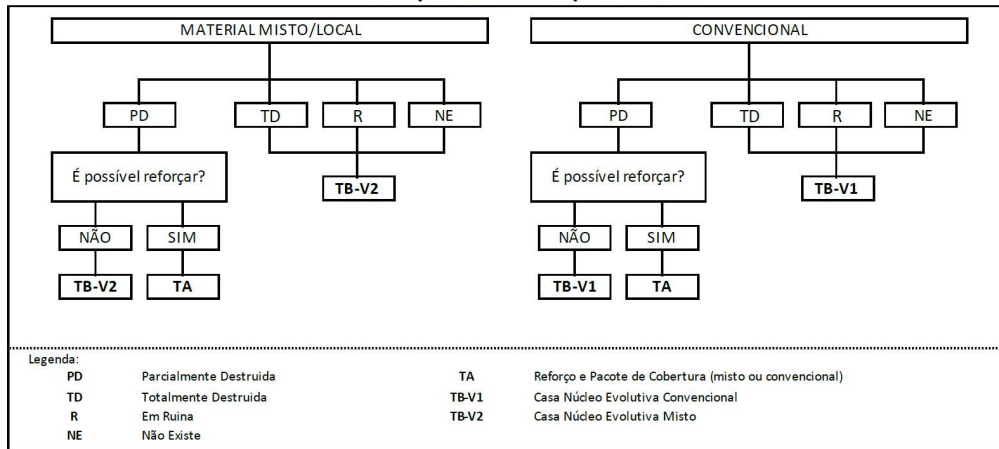 MATERIAL MISTO/LOCAL
PD TD R NE
É possível reforçar?
TB-V2
NÃO SIM
TB-V2 TA
CONVENCIONAL
PD TD R NE
É possível reforçar?
TB-V1
NÃO SIM
TB-V1 TA
Legenda:
PD Parcialmente Destruida
TD Totalmente Destruida
R Em Ruina
NE Não Existe
TA Reforço e Pacote de Cobertura (misto ou convencional)
TB-V1 Casa Núcleo Evolutiva Convencional
TB-V2 Casa Núcleo Evolutiva Misto